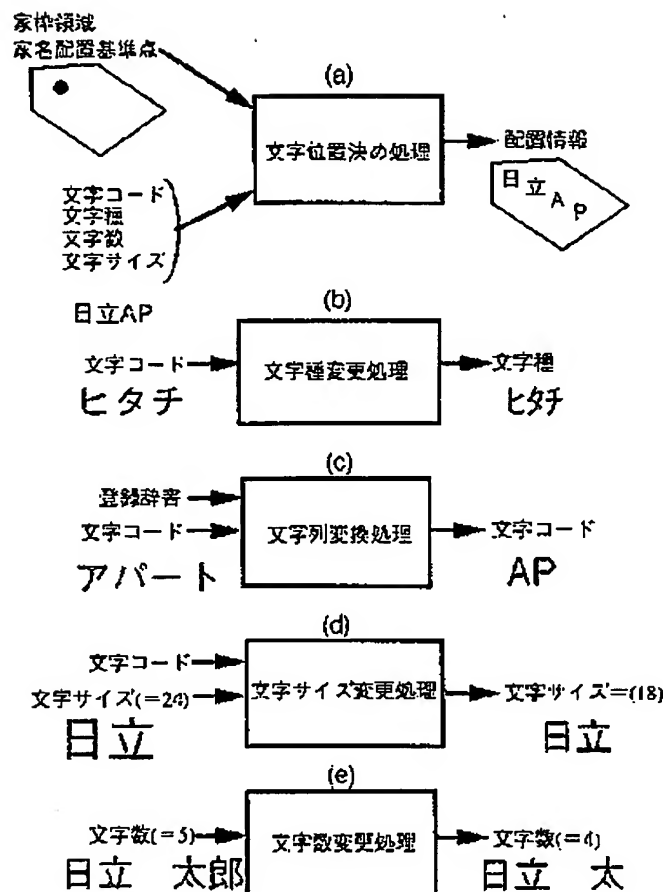 家枠領域
家名配置基準点
(a)
文字位置決め処理
配置情報
日立AP
文字コード
文字種
文字数
文字サイズ
日立AP
(b)
文字コード
文字種変更処理
文字種
ヒタチ
ﾋﾀﾁ
(c)
登録辞書
文字コード
文字列変換処理
文字コード
アパート
AP
(d)
文字コード
文字サイズ(=24)
文字サイズ変更処理
文字サイズ=(18)
日立
日立
(e)
文字数(=5)
文字数変更処理
文字数(=4)
日立 太郎
日立 太